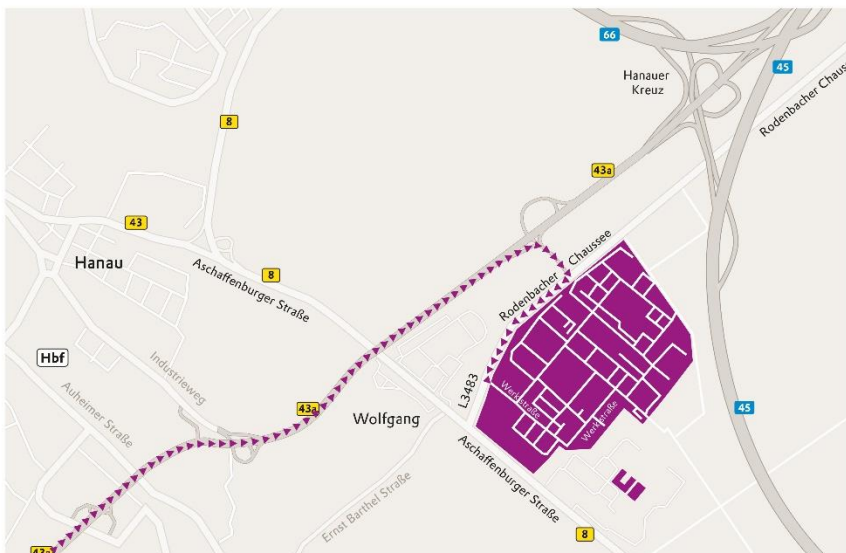 66
45
Hanauer
Kreuz
Rodenbacher Chaus
8
43a
43
Hanau
8
Aschaffenburger Straße
Rodenbacher Chaussee
Hbf
Industrieweg
Auheimer Straße
43a
Wolfgang
L3483
Werkstraße
Werkstraße
45
Aschaffenburger Straße
Ernst Barthel Straße
8
43a